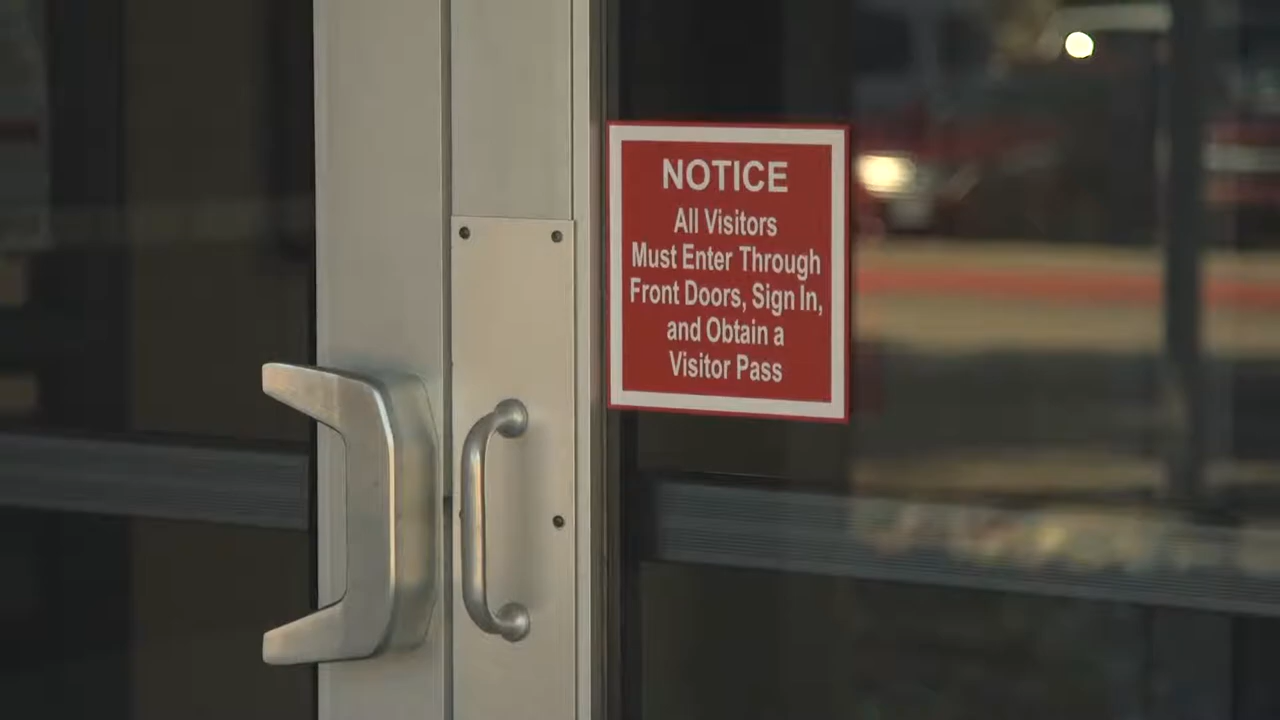 NOTICE
All Visitors
Must Enter Through
Front Doors, Sign In,
and Obtain a
Visitor Pass